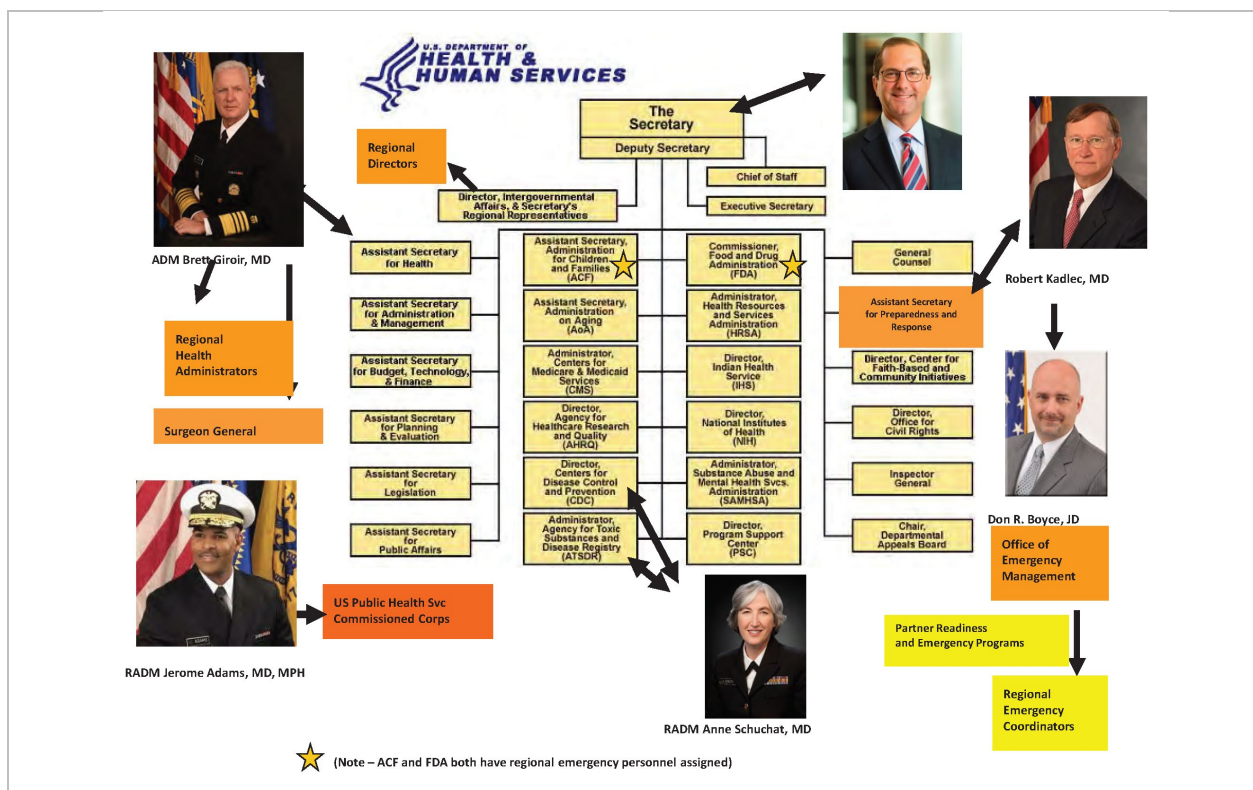 U.S. DEPARTMENT OF
HEALTH &
HUMAN SERVICES
The
Secretary
Deputy Secretary
Chief of Staff
Executive Secretary
Regional
Directors
Director, Intergovernmental
Affairs, & Secretary's
Regional Representatives
ADM Brett Giroir, MD
Regional
Health
Administrators
Surgeon General
RADM Jerome Adams, MD, MPH
US Public Health Svc
Commissioned Corps
Assistant Secretary
for Health
Assistant Secretary
for Administration
& Management
Assistant Secretary
for Budget, Technology,
& Finance
Assistant Secretary
for Planning
& Evaluation
Assistant Secretary
for
Legislation
Assistant Secretary
for
Public Affairs
Assistant Secretary,
Administration
for Children
and Families
(ACF)
Assistant Secretary,
Administration
on Aging
(AoA)
Administrator,
Centers for
Medicare & Medicaid
Services
(CMS)
Director,
Agency for
Healthcare Research
and Quality
(AHRQ)
Director,
Centers for
Disease Control
and Prevention
(CDC)
Administrator,
Agency for Toxic
Substances and
Disease Registry
(ATSDR)
Commissioner,
Food and Drug
Administration
(FDA)
Administrator,
Health Resources
and Services
Administration
(HRSA)
Director,
Indian Health
Service
(IHS)
Director,
National Institutes
of Health
(NIH)
Administrator,
Substance Abuse and
Mental Health Svcs.
Administration
(SAMHSA)
Director,
Program Support
Center
(PSC)
General
Counsel
Assistant Secretary
for Preparedness and
Response
Director, Center for
Faith-Based and
Community Initiatives
Director,
Office for
Civil Rights
Inspector
General
Chair,
Departmental
Appeals Board
Robert Kadlec, MD
Don R. Boyce, JD
Office of
Emergency
Management
Partner Readiness
and Emergency Programs
Regional
Emergency
Coordinators
RADM Anne Schuchat, MD
(Note – ACF and FDA both have regional emergency personnel assigned)